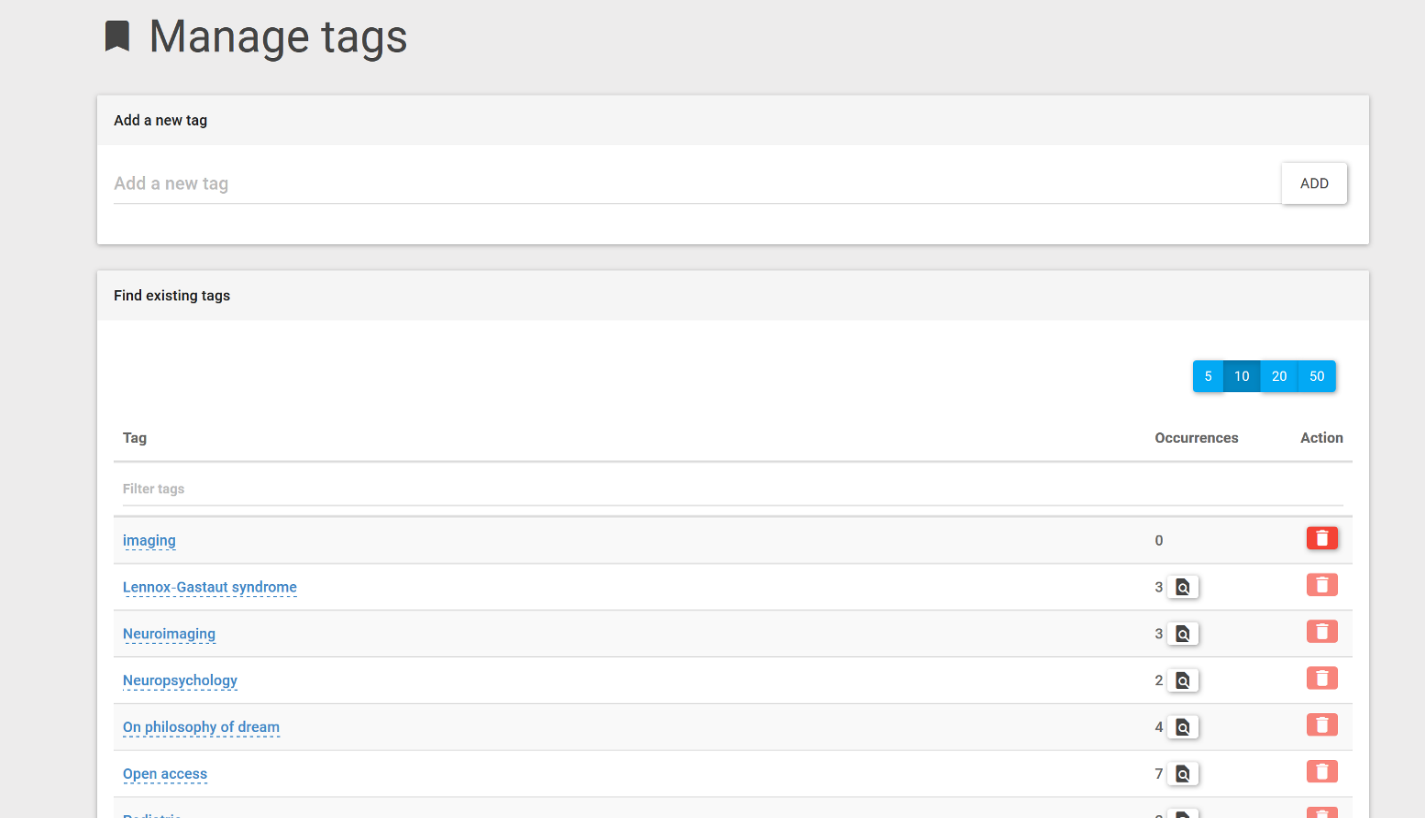 Manage tags
Add a new tag
Add a new tag
ADD
Find existing tags
5 10 20 50
Tag Occurrences Action
Filter tags
imaging 0
Lennox-Gastaut syndrome 3
Neuroimaging 3
Neuropsychology 2
On philosophy of dream 4
Open access 7